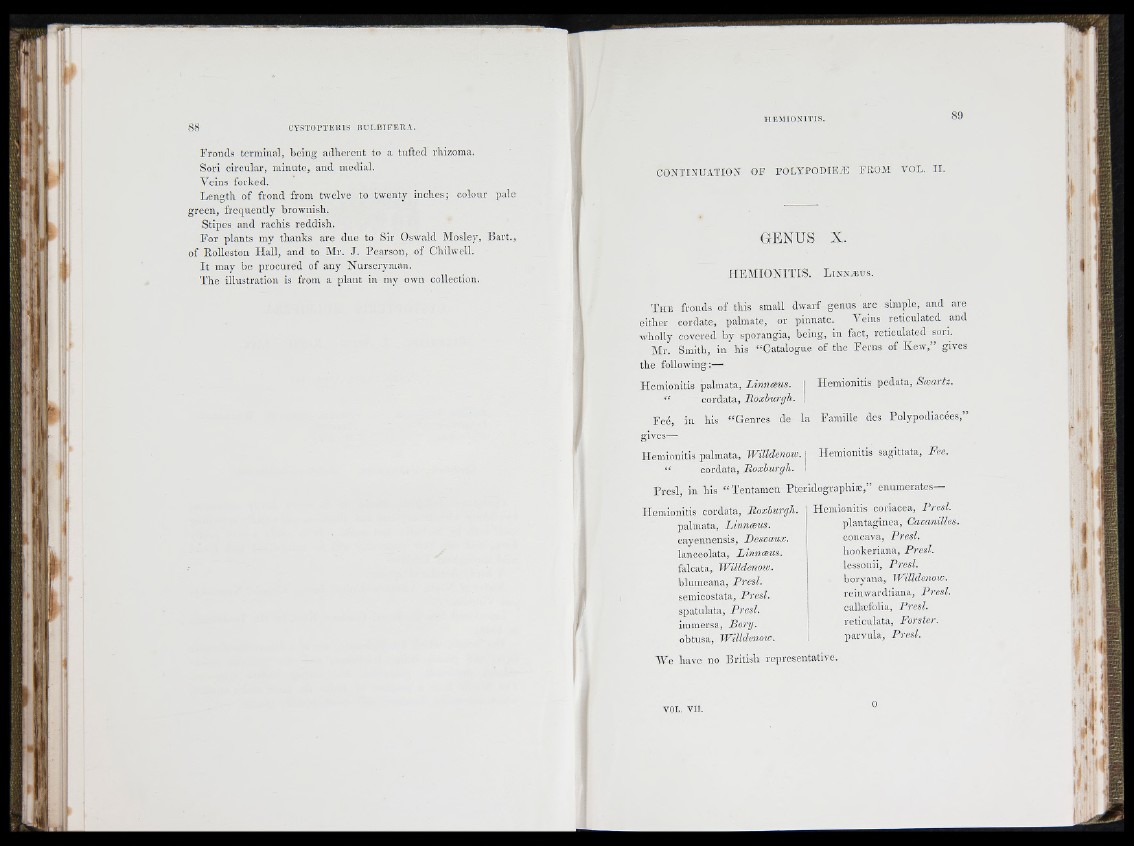 88 CYSTOPTERIS BULBIFERA.
Fronds terminal, being adherent to a tufted rhizoma.
Sori circular, minute, and medial.
Veins forked.
Length of frond from twelve to twenty inches; colour pale
green, frequently brownish.
Stipes and rachis reddish.
For plants my thanks are due to Sir Oswald Mosley, Bart.,
of Rolleston Hall, and to Mr. J. Pearson, of Chilwell.
It may be procured of any Nurseryman.
The illustration is from a plant in my own collection.
HEMIONITIS. 89
CONTINUATION OF POLYPODIEÆ FROM VOL. II.
GENUS X.
HEMIONITIS. LINNÆUS.
THE fronds of this small dwarf genus are simple, and are
either cordate, palmate, or pinnate. Veins reticulated and
wholly covered by sporangia, being, in fact, reticulated sori.
Mr. Smith, in his "Catalogue of the Ferns of Kew," gives
the following:—
Hemionitis palmata, Linnæus. Hemionitis pedata, Swartz.
" cordata, Roxburgh.
Feé, in his "Genres de la Famille des Polypodiacées,"
gives—
Hemionitis palmata, Willdenow. Hemionitis sagittata, Fee.
" cordata, Roxburgh.
Presl, in his "Tentamen Pteridographiæ," enumerates—
Hemionitis cordata, Roxburgh. Hemionitis coriacea, Presl.
palmata, Linnæus. plantaginea, Cavanilles.
cayennensis, Desvaux. concava, Presl.
lanceolata, Linnæus. hookeriana, Presl.
falcata, Willdenow. lessonii, Presl.
blumeana, Presl. boryana, Willdenow.
semicostata, Presl. reinwardtiana, Presl.
spatulata, Presl. callæfolia, Presl.
immersa, Bory. reticulata, Forster.
obtusa, Willdenow. parvula, Presl.
We have no British representative.
VOL. VII. O